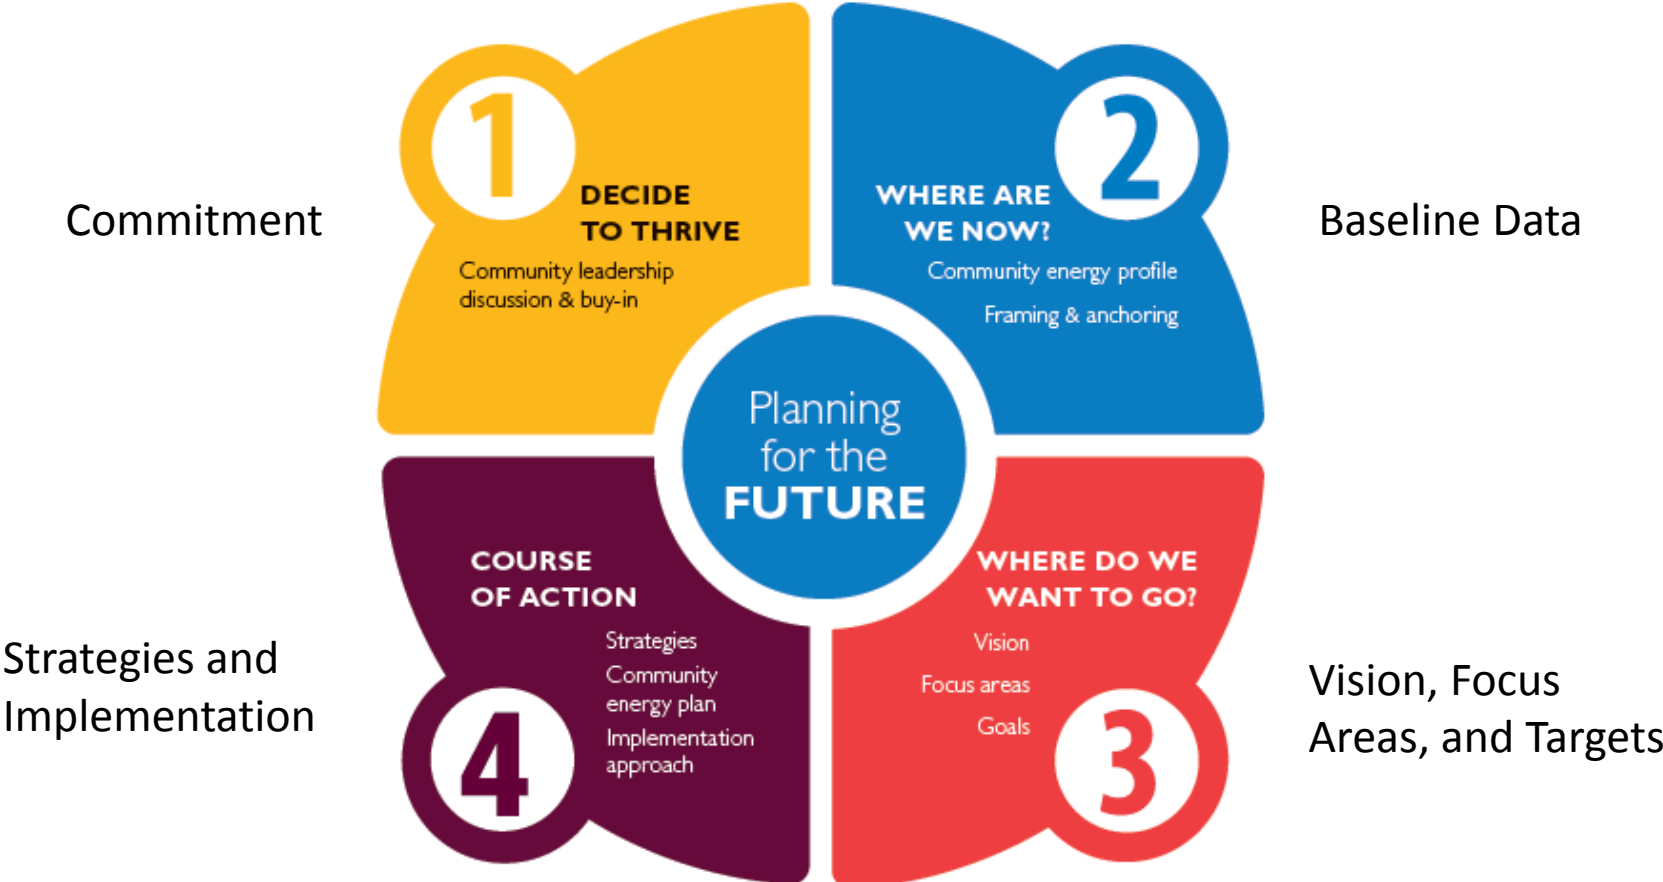 Commitment
1
DECIDE
TO THRIVE
Community leadership
discussion & buy-in
2
WHERE ARE
WE NOW?
Community energy profile
Framing & anchoring
Baseline Data
Planning
for the
FUTURE
WHERE DO WE
WANT TO GO?
Vision
Focus areas
Goals
3
Vision, Focus
Areas, and Targets
COURSE
OF ACTION
Strategies
Community
energy plan
Implementation
approach
4
Strategies and
Implementation